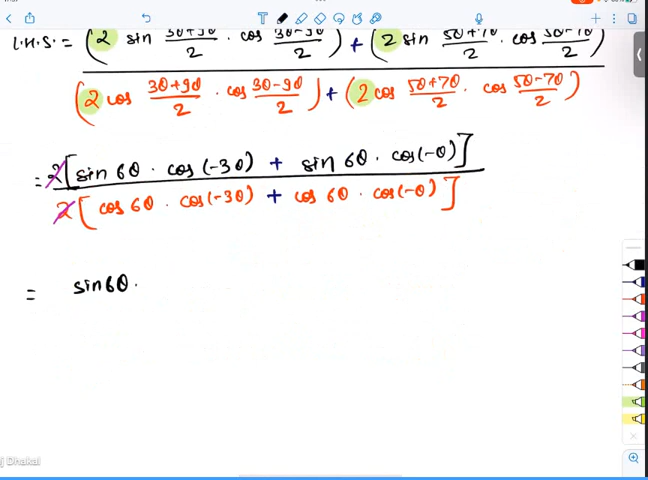 L.H.S. = (2 sin 3θ+9θ/2 · cos 3θ-9θ/2) + (2 sin 5θ+7θ/2 · cos 5θ-7θ/2)
(2 cos 3θ+9θ/2 · cos 3θ-9θ/2) + (2 cos 5θ+7θ/2 · cos 5θ-7θ/2)
= 2[sin 6θ · cos (-3θ) + sin 6θ · cos(-θ)]
2[cos 6θ · cos(-3θ) + cos 6θ · cos(-θ)]
= sin 6θ ·
Dhakal